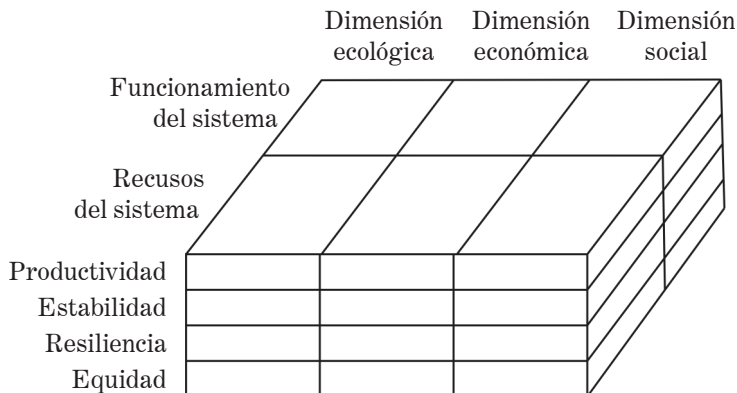 Dimensión
ecológica
Dimensión
económica
Dimensión
social
Funcionamiento
del sistema
Recusos
del sistema
Productividad
Estabilidad
Resiliencia
Equidad